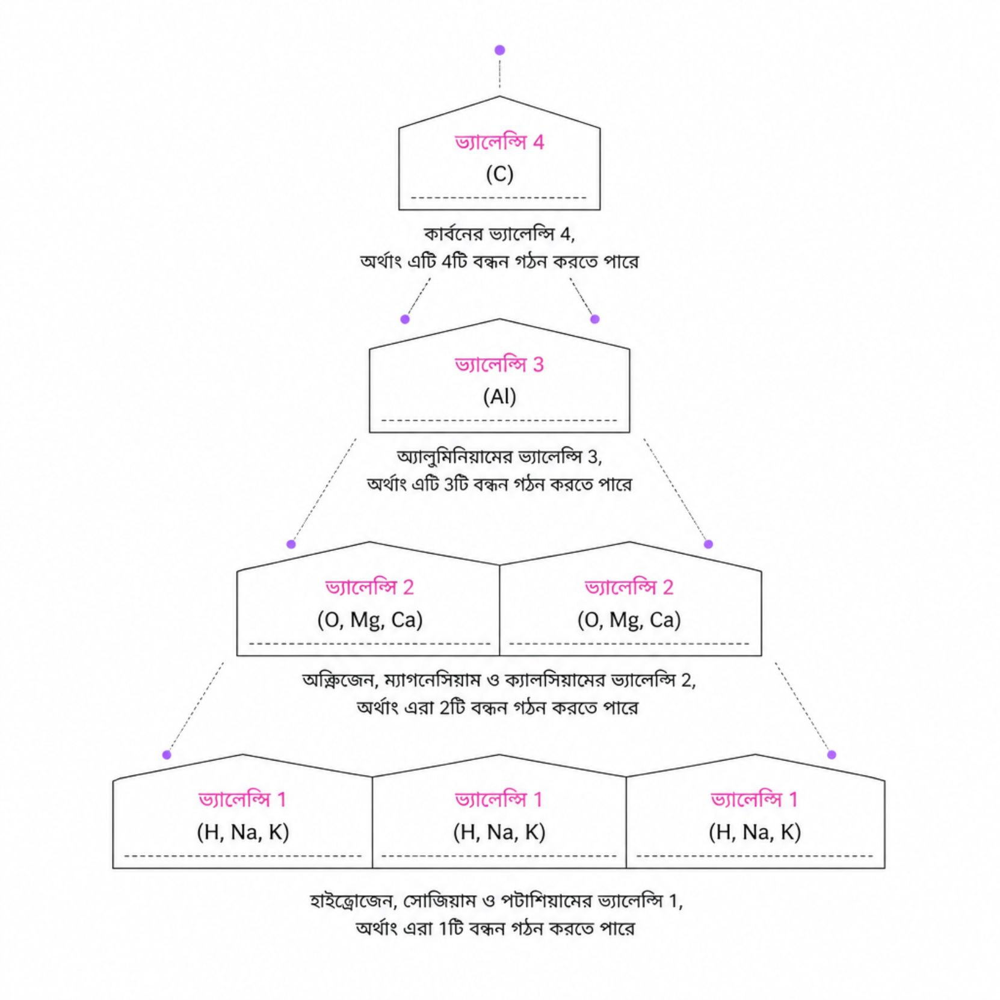 ভ্যালেন্সি 4
(C)
কার্বনের ভ্যালেন্সি 4,
অর্থাং এটি 4টি বন্ধন গঠন করতে পারে
ভ্যালেন্সি 3
(Al)
অ্যালুমিনিয়ামের ভ্যালেন্সি 3,
অর্থাং এটি 3টি বন্ধন গঠন করতে পারে
ভ্যালেন্সি 2
(O, Mg, Ca)
ভ্যালেন্সি 2
(O, Mg, Ca)
ম্যাগনেসিয়াম ও ক্যালসিয়ামের ভ্যালেন্সি 2,
অর্থাং এরা 2টি বন্ধন গঠন করতে পারে
ভ্যালেন্সি 1
(H, Na, K)
ভ্যালেন্সি 1
(H, Na, K)
ভ্যালেন্সি 1
(H, Na, K)
সোজিয়াম ও পটাশিয়ামের ভ্যালেন্সি 1,
অর্থাং এরা 1টি বন্ধন গঠন করতে পারে